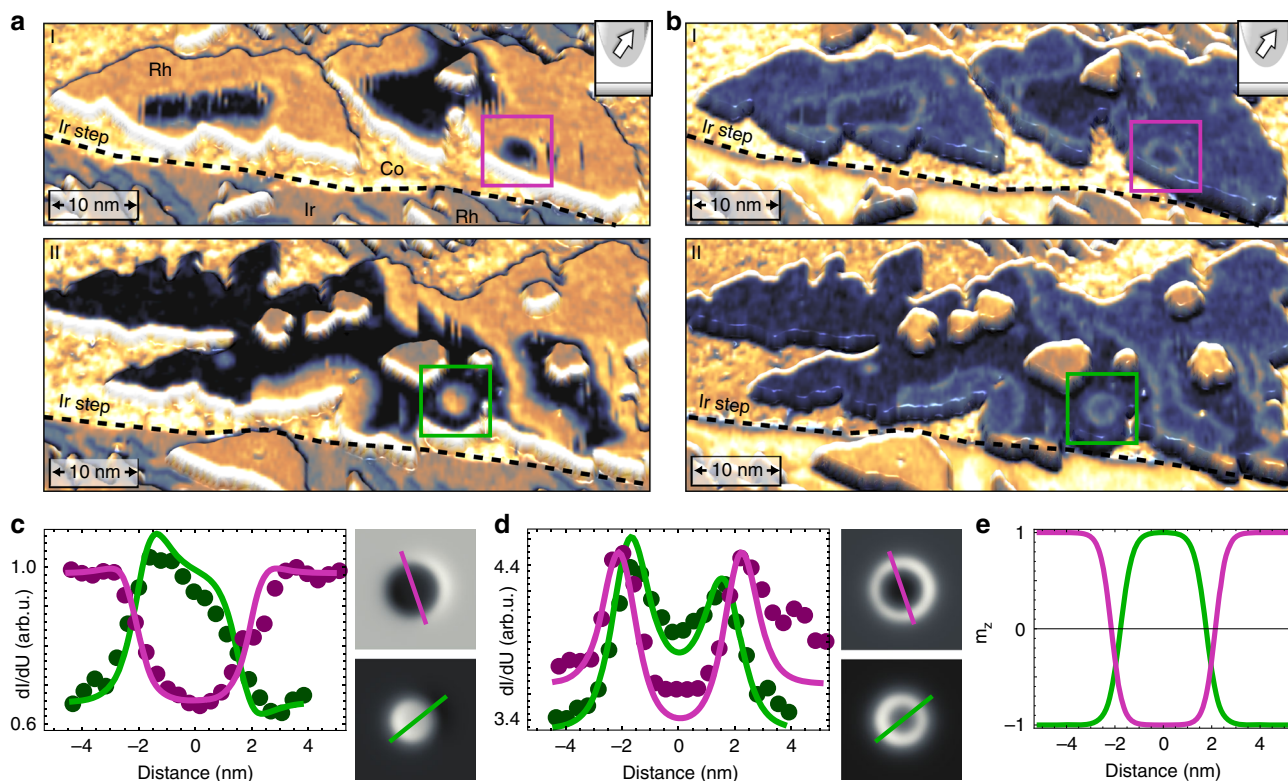 a
I
Rh
Ir step
Co
Ir
Rh
10 nm
II
Ir step
10 nm
b
I
Ir step
10 nm
II
Ir step
10 nm
c
1.0
0.6
dI/dU (arb.u.)
−4 −2 0 2 4
Distance (nm)
d
4.4
3.4
dI/dU (arb.u.)
−4 −2 0 2 4
Distance (nm)
e
1
0
−1
m_z
−4 −2 0 2 4
Distance (nm)